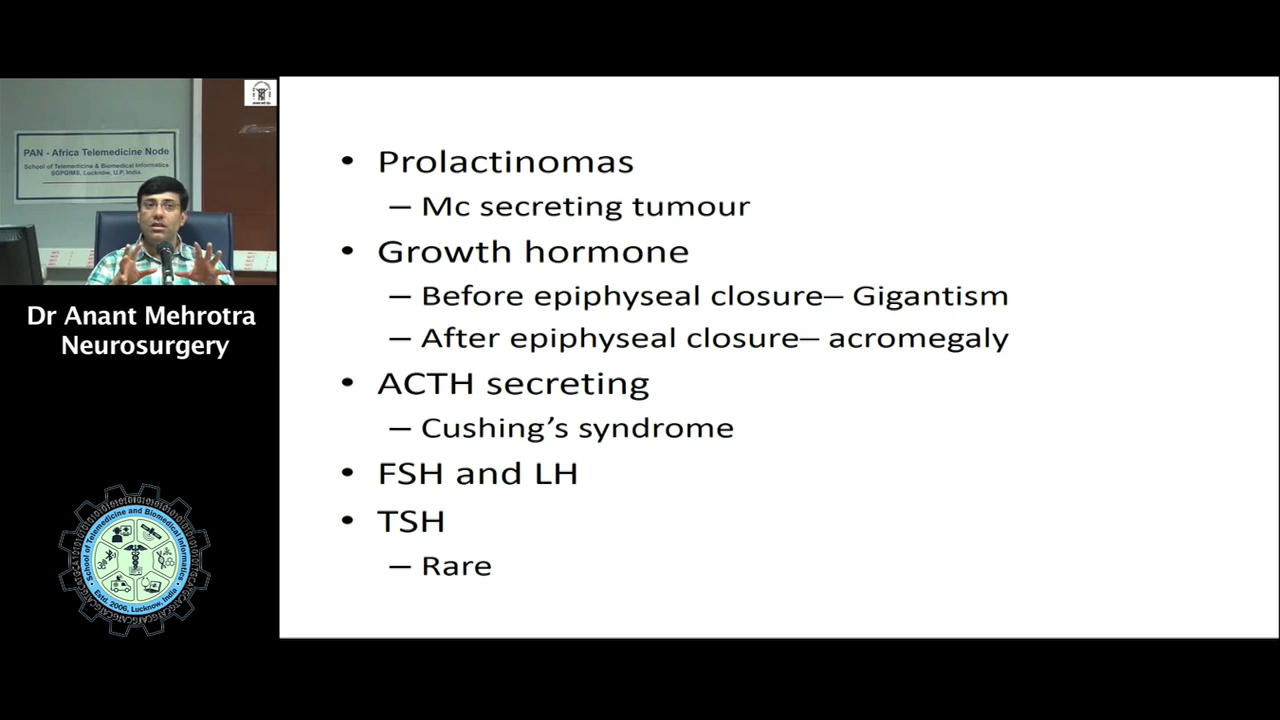 PAN - Africa Telemedicine Node
School of Telemedicine & Biomedical Informatics
SGPGIMS, Lucknow, U.P. India.
Dr Anant Mehrotra
Neurosurgery
School of Telemedicine and Biomedical Informatics
Estd. 2006, Lucknow, India
• Prolactinomas
– Mc secreting tumour
• Growth hormone
– Before epiphyseal closure– Gigantism
– After epiphyseal closure– acromegaly
• ACTH secreting
– Cushing’s syndrome
• FSH and LH
• TSH
– Rare